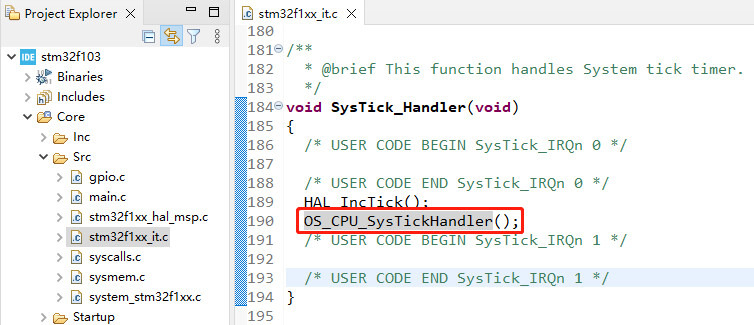 Project Explorer
stm32f103
Binaries
Includes
Core
Inc
Src
gpio.c
main.c
stm32f1xx_hal_msp.c
stm32f1xx_it.c
syscalls.c
sysmem.c
system_stm32f1xx.c
Startup
stm32f1xx_it.c
180
181 /**
182 * @brief This function handles System tick timer.
183 */
184 void SysTick_Handler(void)
185 {
186 /* USER CODE BEGIN SysTick_IRQn 0 */
187
188 /* USER CODE END SysTick_IRQn 0 */
189 HAL_IncTick();
190 OS_CPU_SysTickHandler();
191 /* USER CODE BEGIN SysTick_IRQn 1 */
192
193 /* USER CODE END SysTick_IRQn 1 */
194 }
195